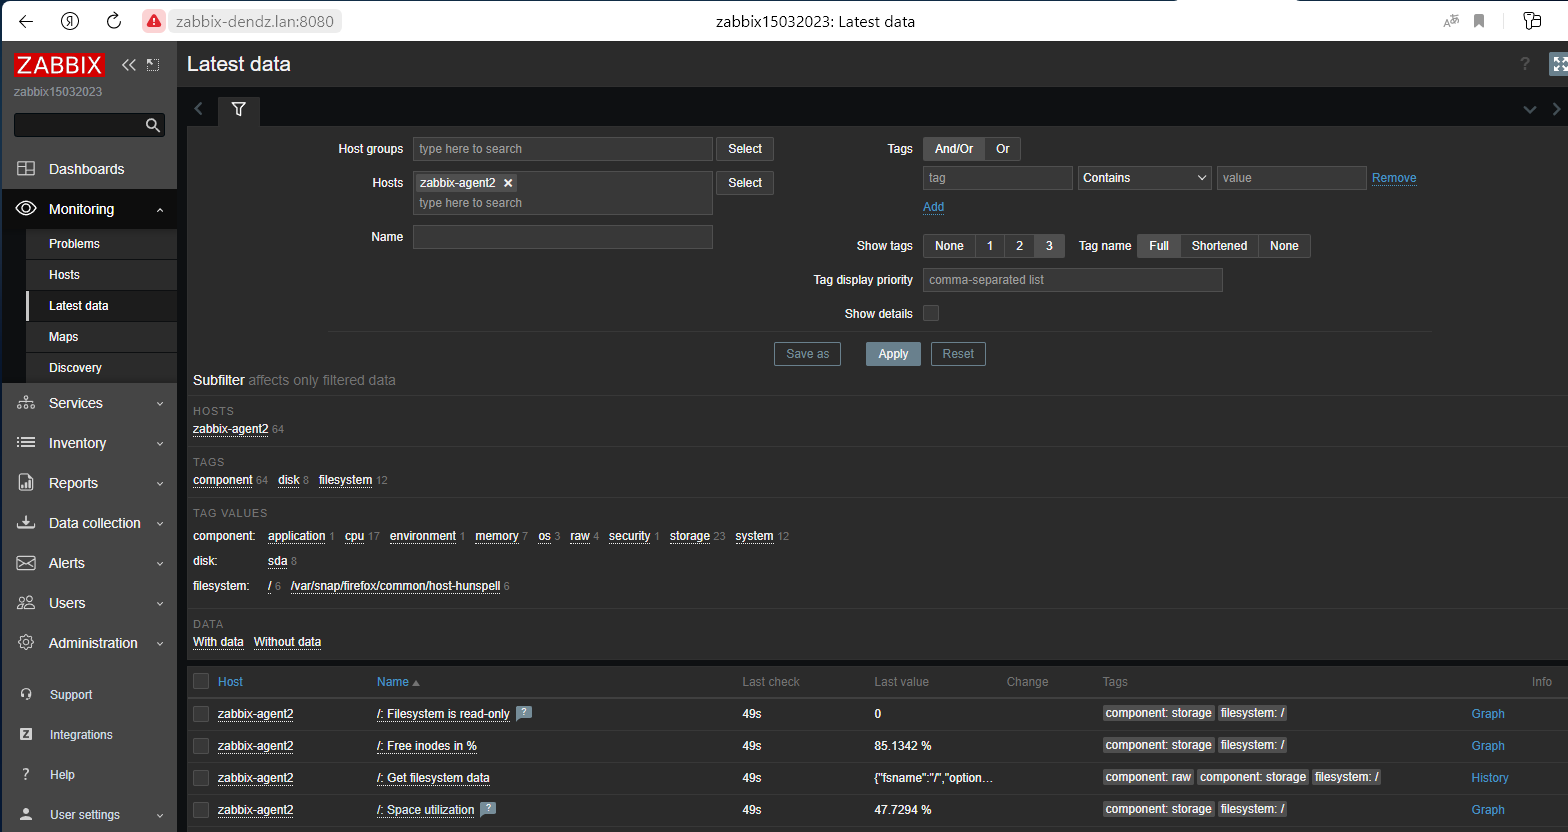 zabbix-dendz.lan:8080
zabbix15032023: Latest data
ZABBIX
zabbix15032023
Dashboards
Monitoring
Problems
Hosts
Latest data
Maps
Discovery
Services
Inventory
Reports
Data collection
Alerts
Users
Administration
Support
Integrations
Help
User settings
Latest data
Host groups type here to search Select
Hosts zabbix-agent2 Select
type here to search
Name
Tags And/Or Or
tag Contains value Remove
Add
Show tags None 1 2 3 Tag name Full Shortened None
Tag display priority comma-separated list
Show details
Save as Apply Reset
Subfilter affects only filtered data
HOSTS
zabbix-agent2 64
TAGS
component 64 disk 8 filesystem 12
TAG VALUES
component: application 1 cpu 17 environment 1 memory 7 os 3 raw 4 security 1 storage 23 system 12
disk: sda 8
filesystem: / 6 /var/snap/firefox/common/host-hunspell 6
DATA
With data Without data
Host Name Last check Last value Change Tags Info
zabbix-agent2 /: Filesystem is read-only ? 49s 0 component: storage filesystem: / Graph
zabbix-agent2 /: Free inodes in % 49s 85.1342 % component: storage filesystem: / Graph
zabbix-agent2 /: Get filesystem data 49s {"fsname":"/","option... component: raw component: storage filesystem: / History
zabbix-agent2 /: Space utilization ? 49s 47.7294 % component: storage filesystem: / Graph